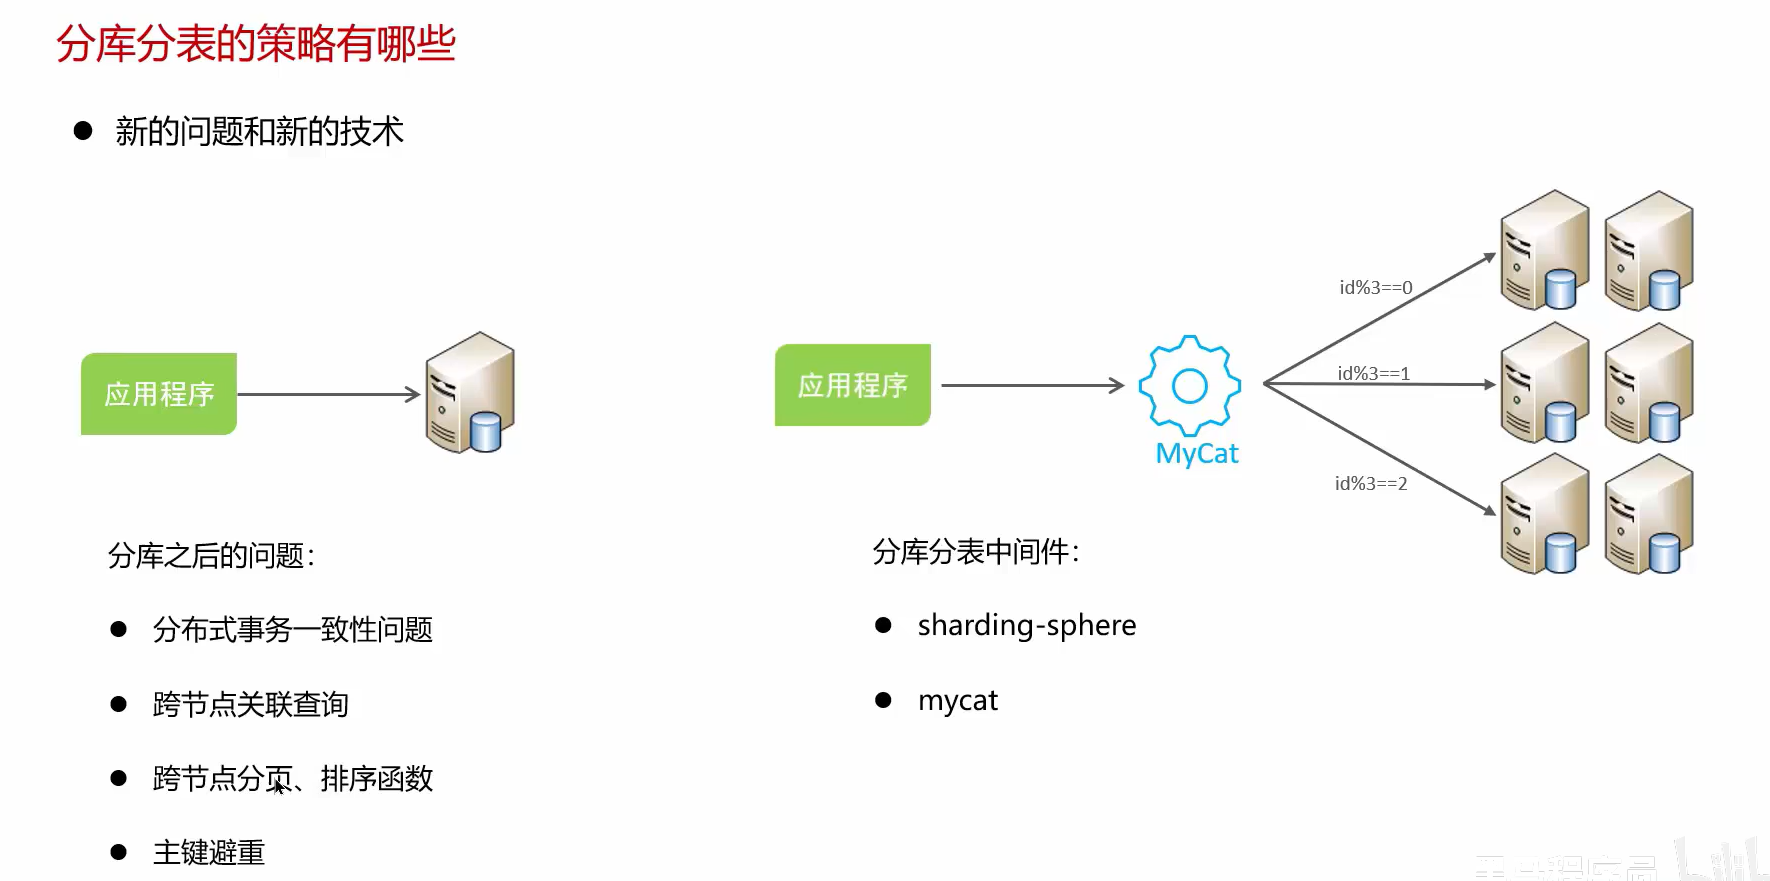 分库分表的策略有哪些
新的问题和新的技术
应用程序
应用程序
MyCat
id%3==0
id%3==1
id%3==2
分库之后的问题：
分布式事务一致性问题
跨节点关联查询
跨节点分页、排序函数
主键避重
分库分表中间件：
sharding-sphere
mycat